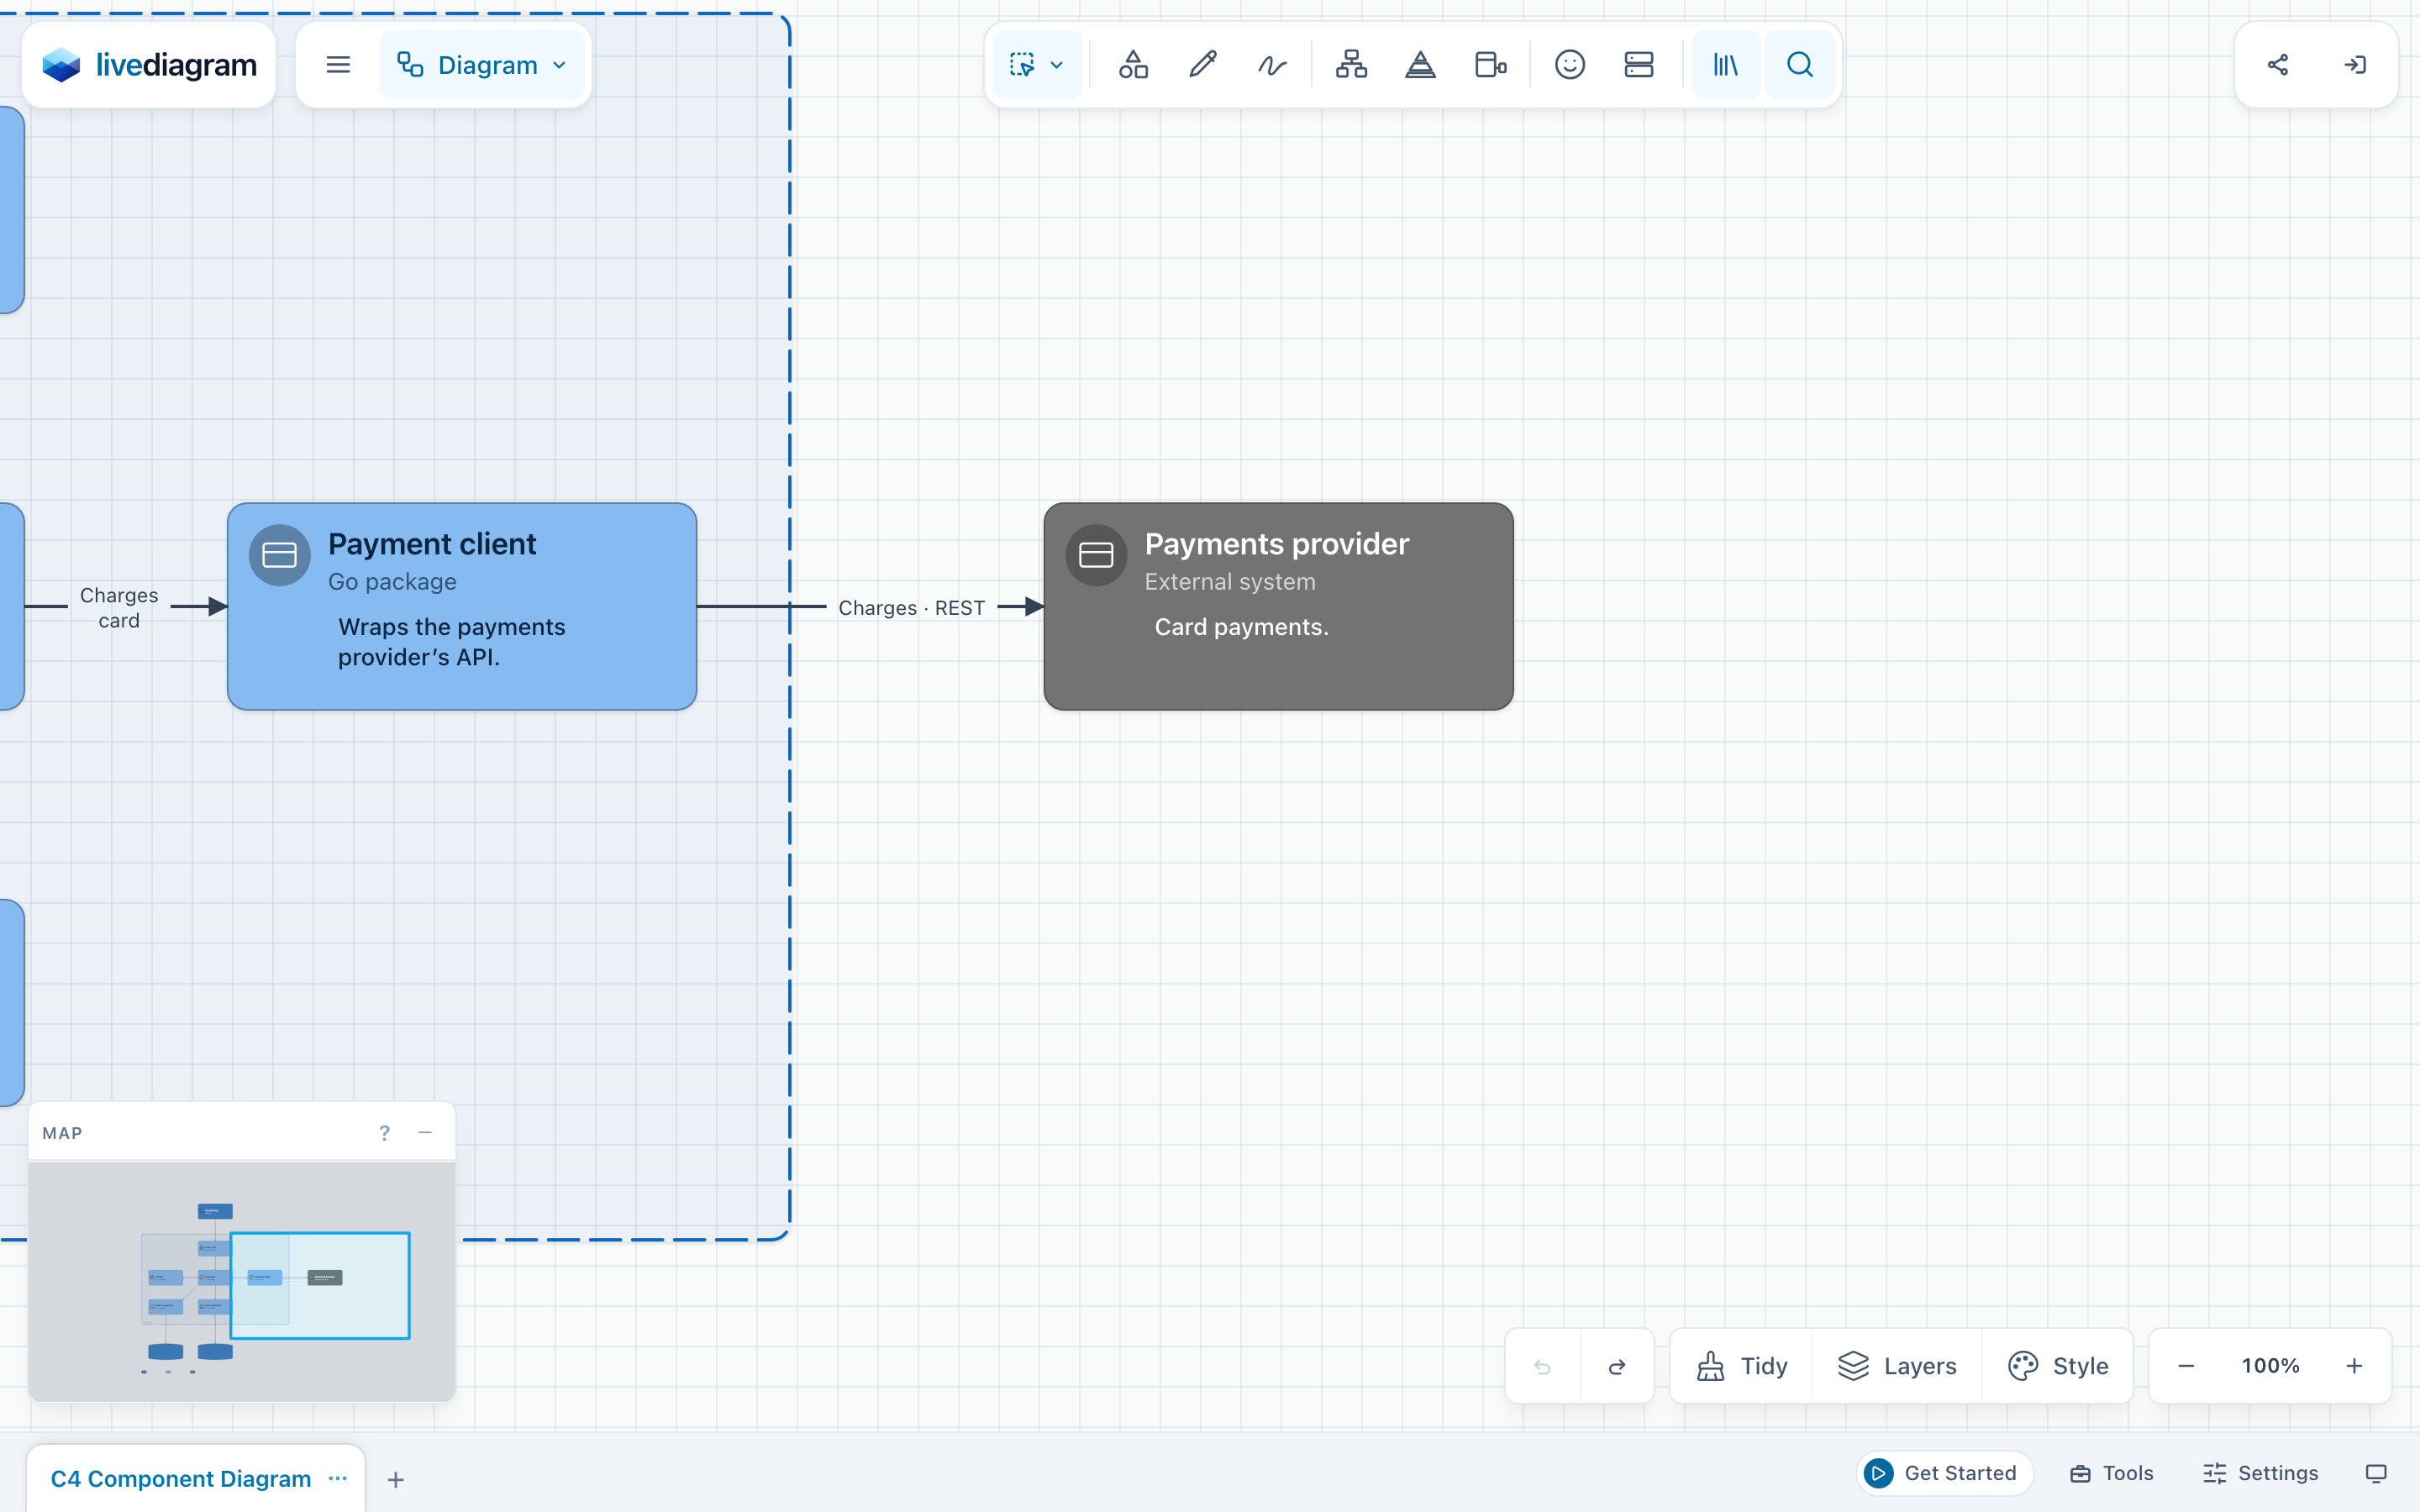 livediagram
Diagram
Payment client
Go package
Wraps the payments
provider’s API.
Charges
card
Charges · REST
Payments provider
External system
Card payments.
MAP
?
Tidy
Layers
Style
100%
C4 Component Diagram
Get Started
Tools
Settings